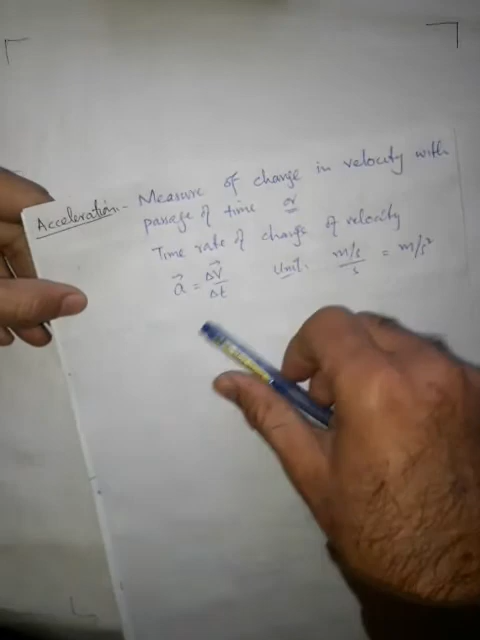 Acceleration:- Measure of change in velocity with
passage of time or
Time rate of change of velocity
a⃗ = ΔV⃗/Δt Unit: m/s/s = m/s²